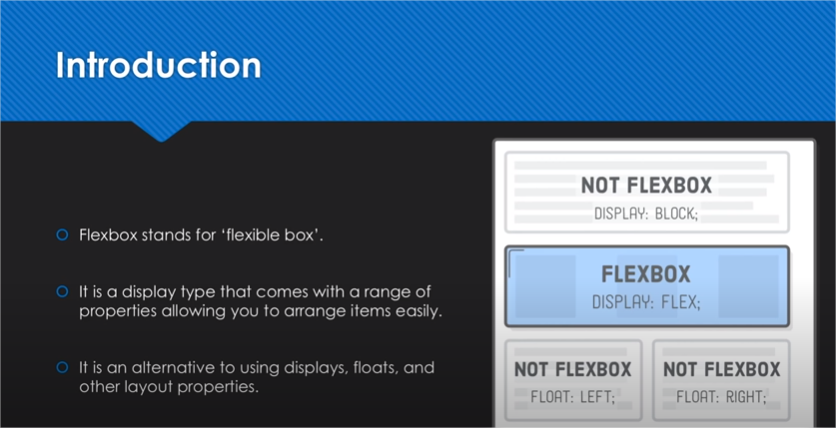 Introduction
Flexbox stands for ‘flexible box’.
It is a display type that comes with a range of
properties allowing you to arrange items easily.
It is an alternative to using displays, floats, and
other layout properties.
NOT FLEXBOX
DISPLAY: BLOCK;
FLEXBOX
DISPLAY: FLEX;
NOT FLEXBOX
FLOAT: LEFT;
NOT FLEXBOX
FLOAT: RIGHT;